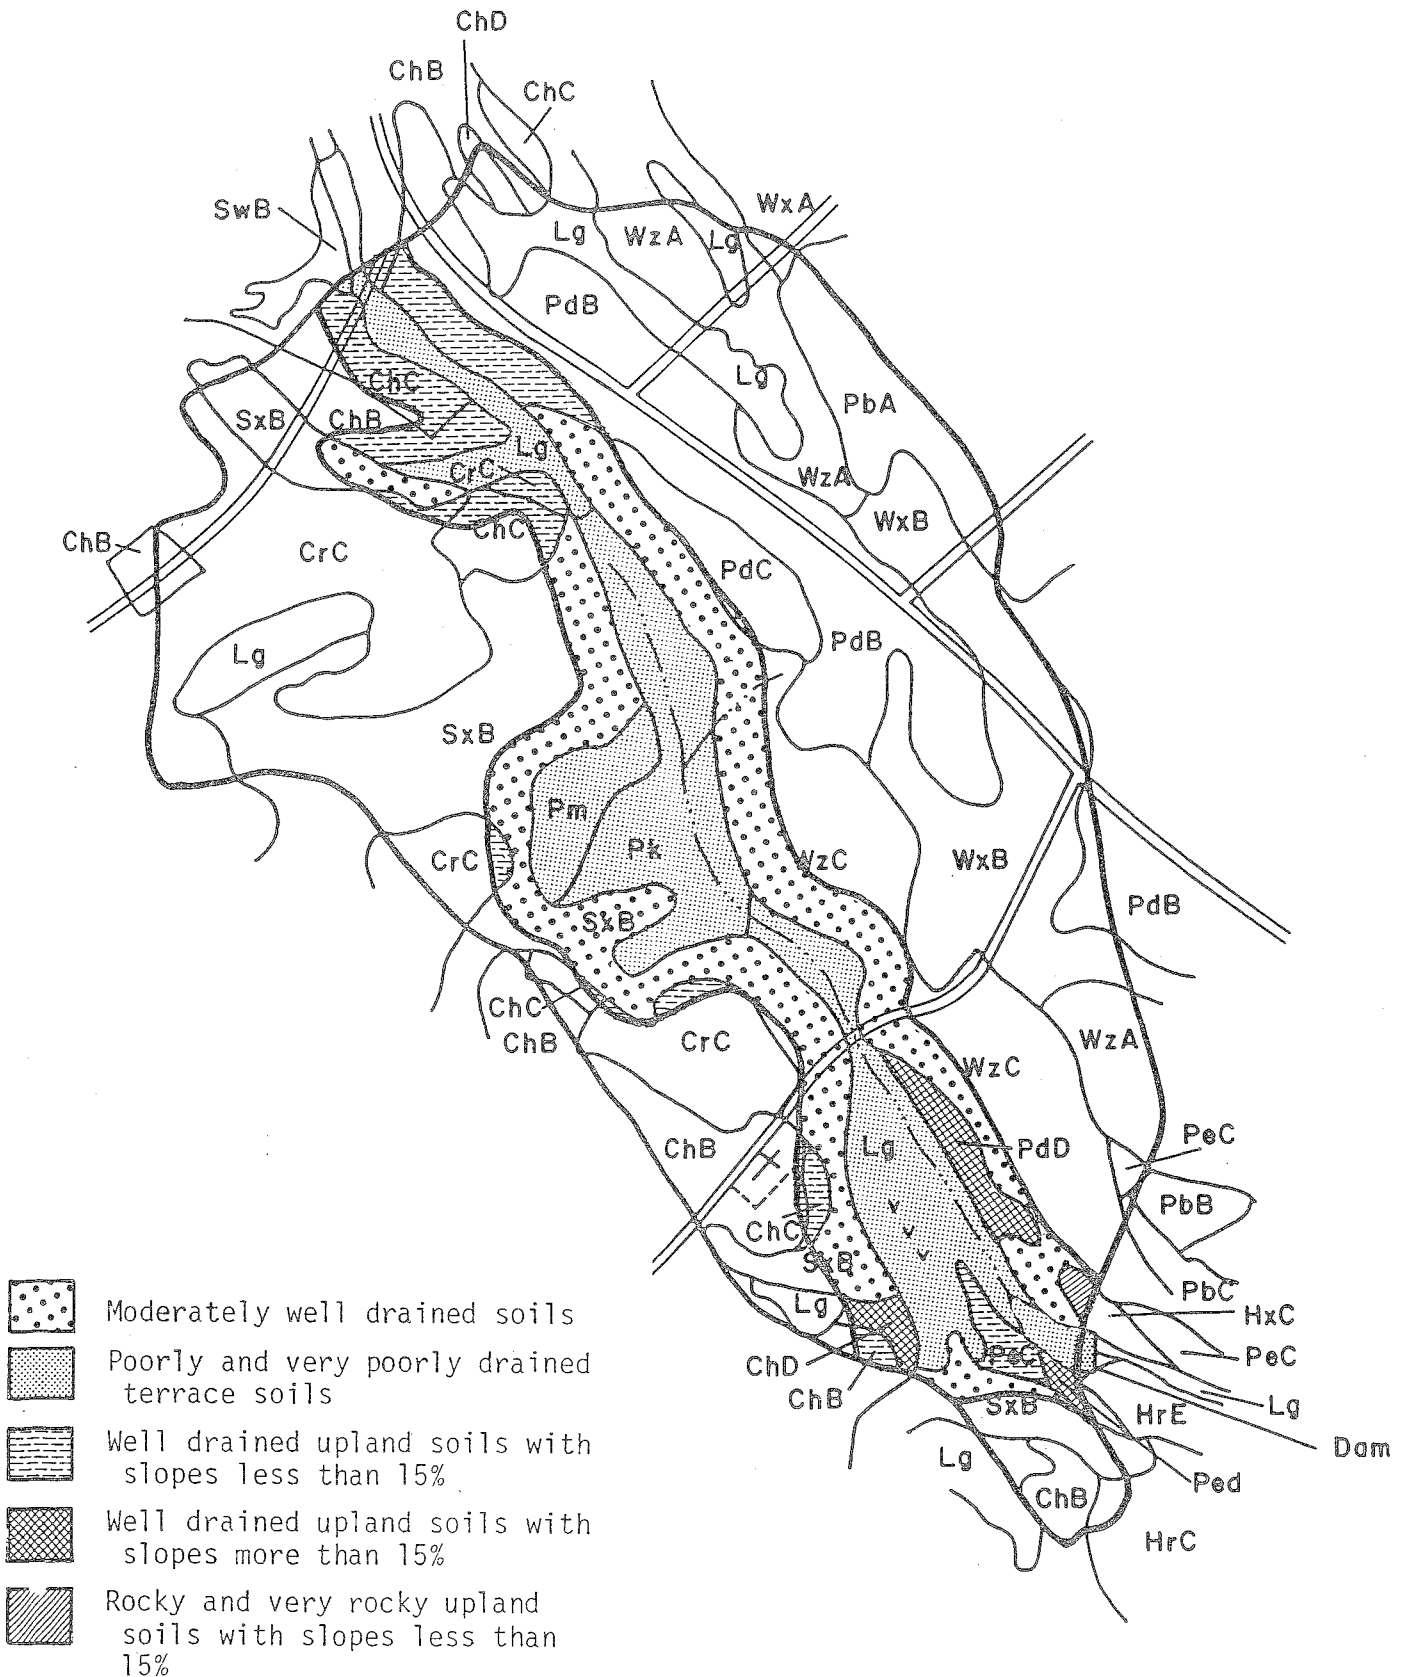 ChD
ChB
ChC
SwB
WxA
Lg
WzA
Lg
PdB
Lg
ChC
PbA
SxB
ChB
Lg
CrC
WzA
WxB
ChC
ChB
CrC
PdC
PdB
Lg
SxB
Pm
Pk
CrC
WzC
WxB
PdB
SxB
ChC
ChB
CrC
WzA
WzC
ChB
Lg
PdD
PeC
PbB
ChC
SxB
PbC
Lg
HxC
PeC
PeC
ChD
ChB
SxB
HrE
Lg
Dam
Lg
Ped
ChB
HrC
Moderately well drained soils
Poorly and very poorly drained
terrace soils
Well drained upland soils with
slopes less than 15%
Well drained upland soils with
slopes more than 15%
Rocky and very rocky upland
soils with slopes less than
15%